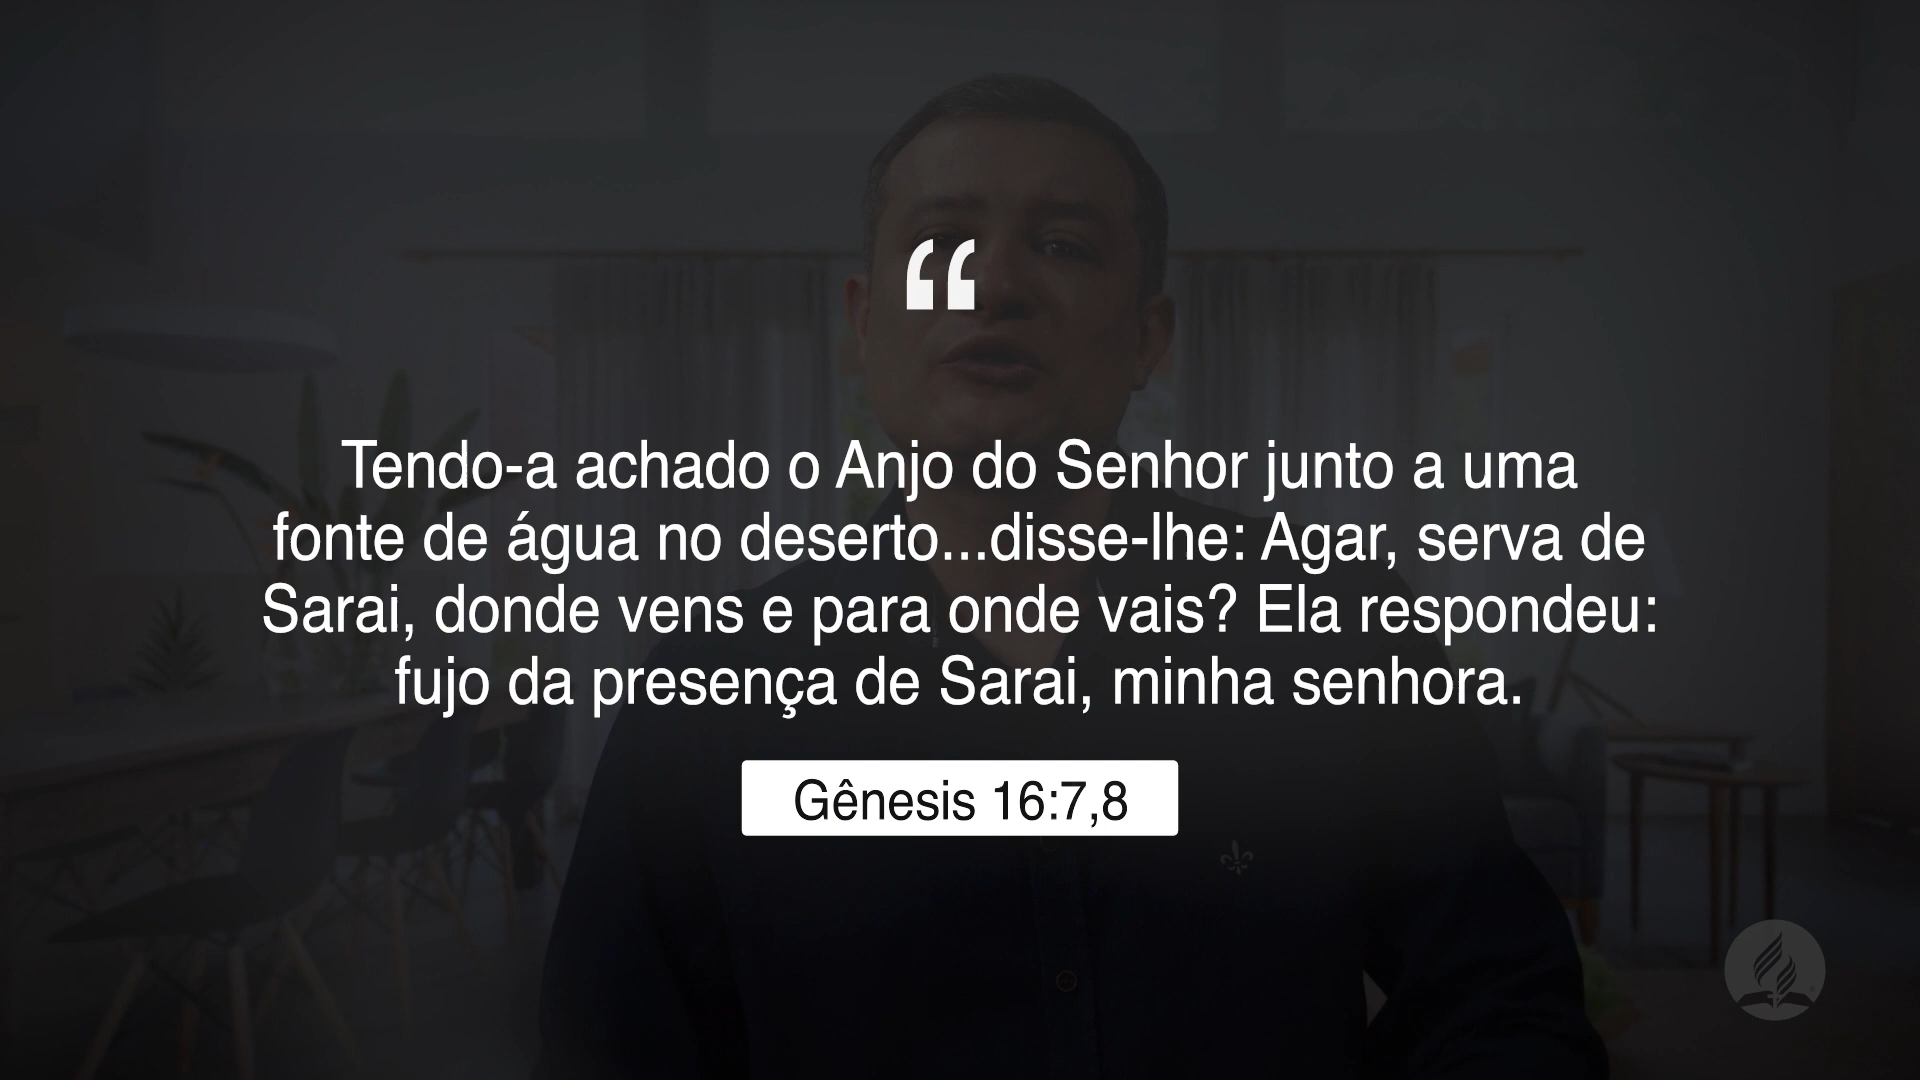 “
Tendo-a achado o Anjo do Senhor junto a uma
fonte de água no deserto...disse-lhe: Agar, serva de
Sarai, donde vens e para onde vais? Ela respondeu:
fujo da presença de Sarai, minha senhora.
Gênesis 16:7,8